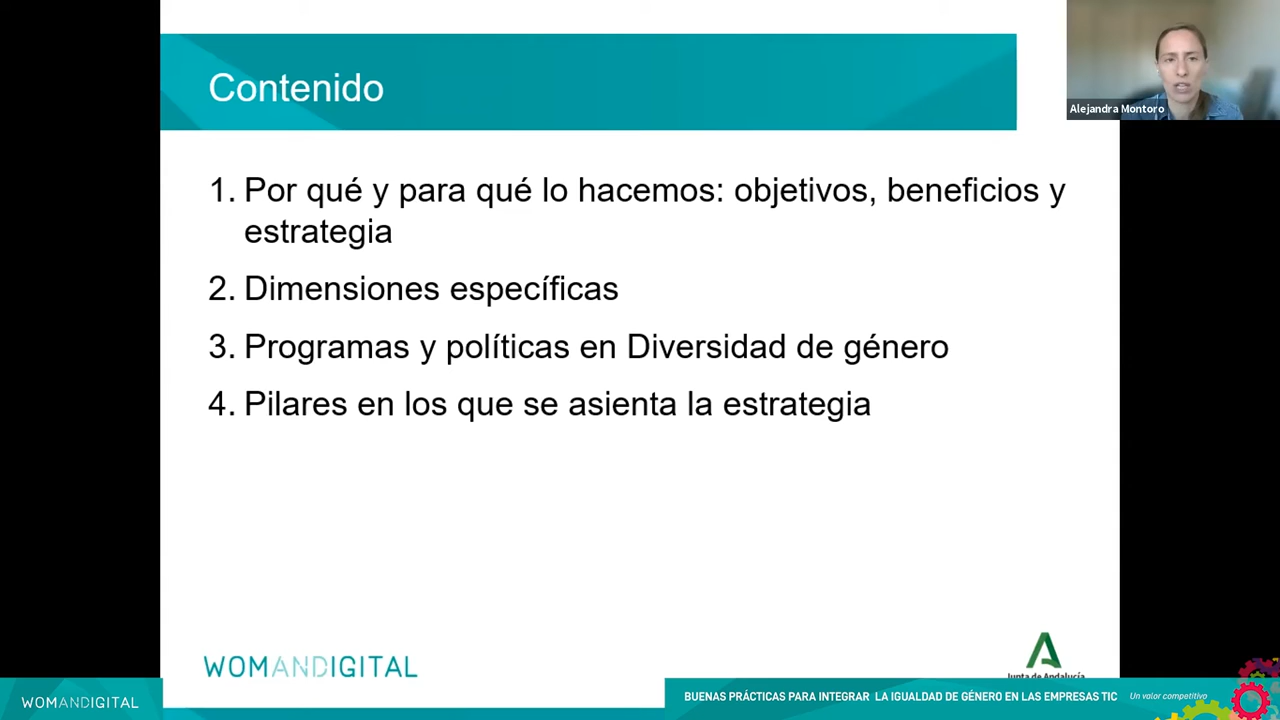 Contenido
Alejandra Montoro
1. Por qué y para qué lo hacemos: objetivos, beneficios y
estrategia
2. Dimensiones específicas
3. Programas y políticas en Diversidad de género
4. Pilares en los que se asienta la estrategia
WOMANDIGITAL
Junta de Andalucía
WOMANDIGITAL
BUENAS PRÁCTICAS PARA INTEGRAR LA IGUALDAD DE GÉNERO EN LAS EMPRESAS TIC Un valor competitivo